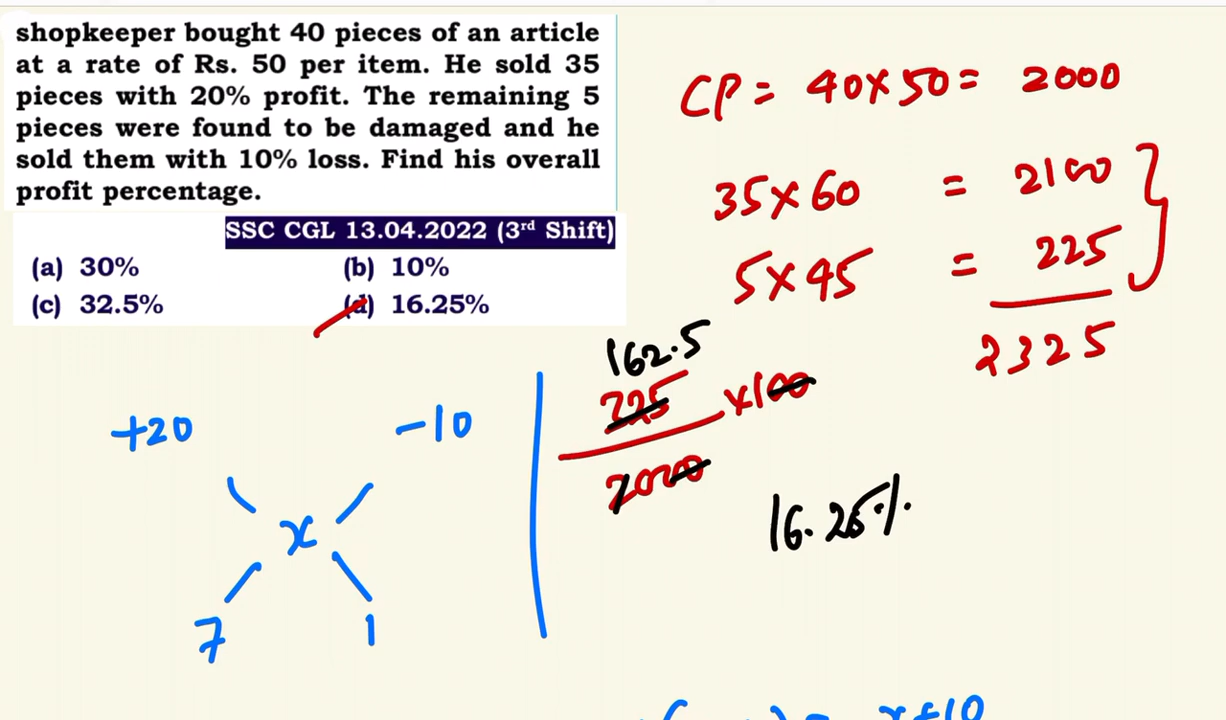 shopkeeper bought 40 pieces of an article
at a rate of Rs. 50 per item. He sold 35
pieces with 20% profit. The remaining 5
pieces were found to be damaged and he
sold them with 10% loss. Find his overall
profit percentage.
SSC CGL 13.04.2022 (3rd Shift)
(a) 30% (b) 10%
(c) 32.5% (d) 16.25%
CP = 40×50 = 2000
35×60 = 2100
5×45 = 225
2325
162.5
325
×100
2000
16.25%
+20 -10
x
7 1
= x+10